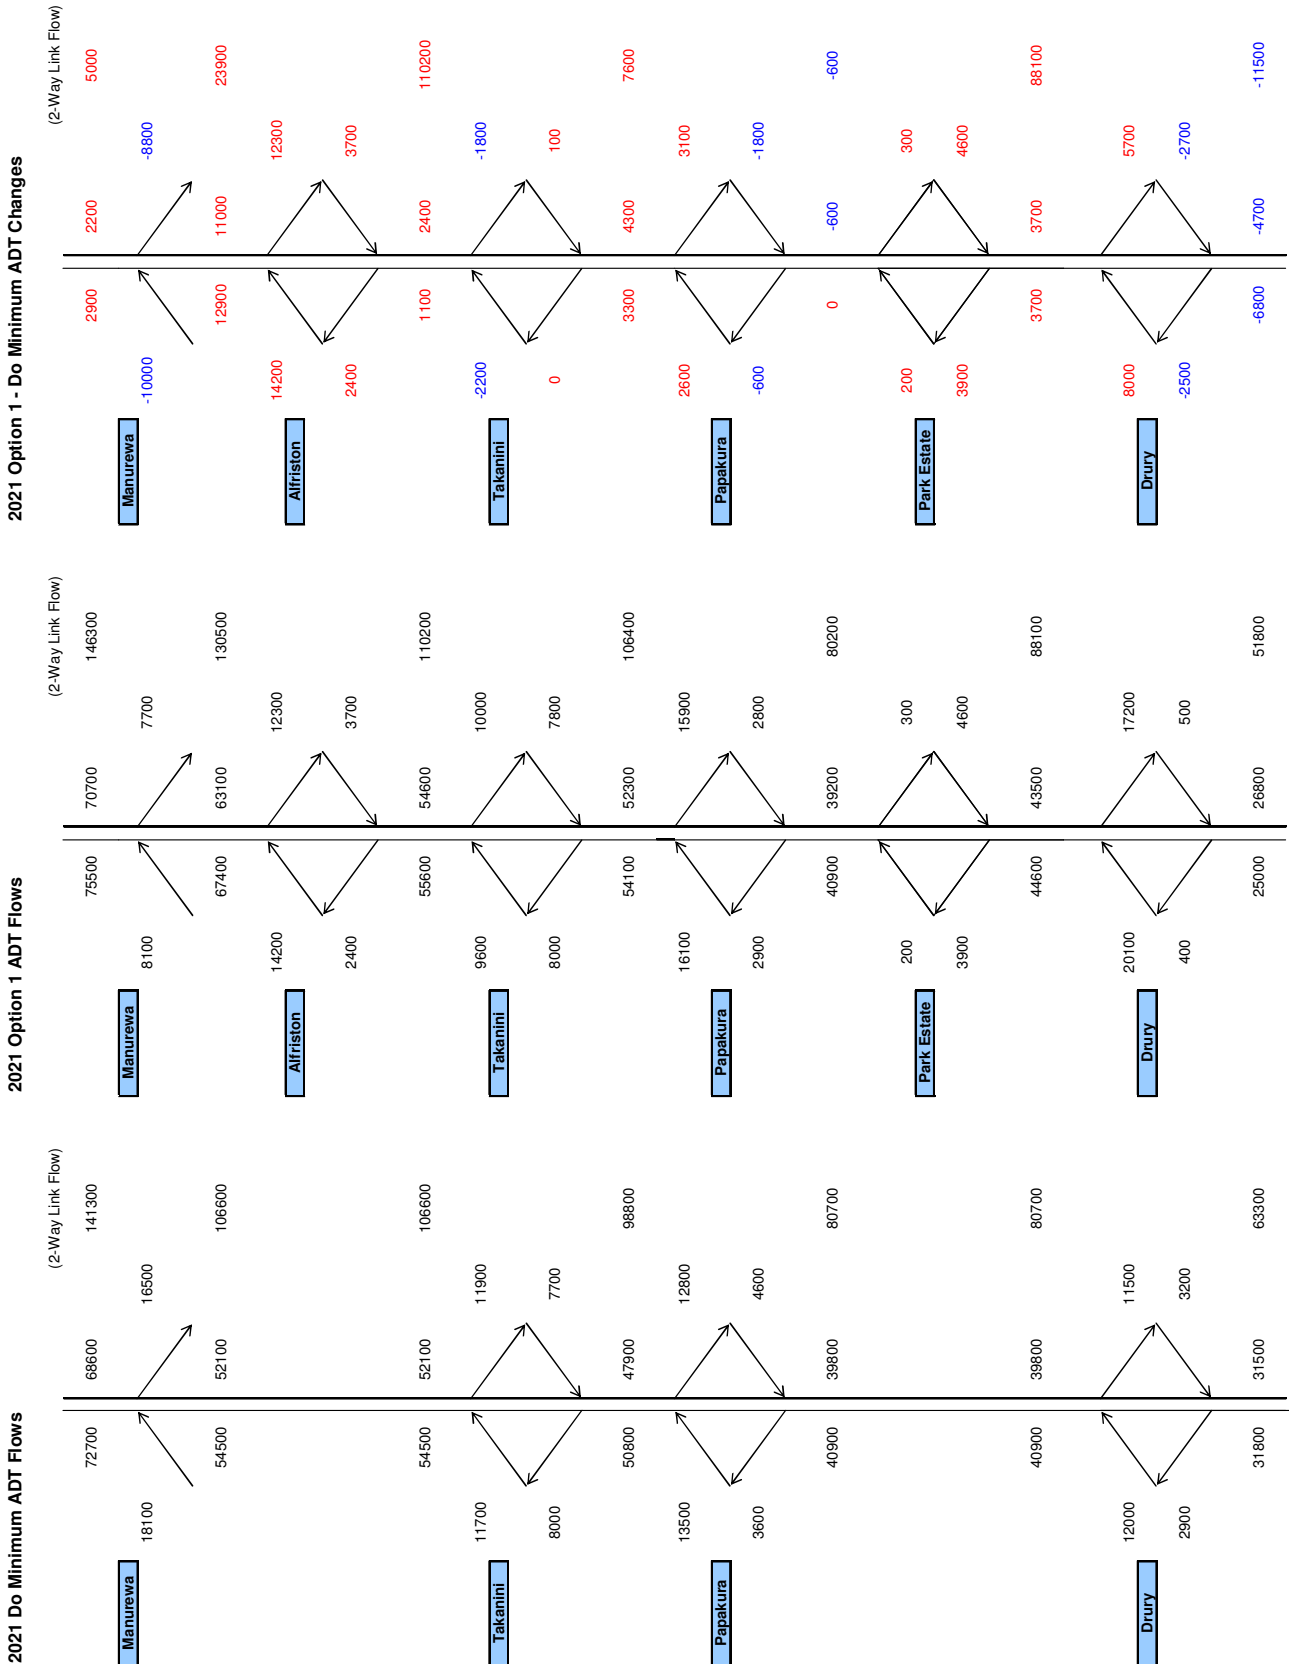 2021 Do Minimum ADT Flows
(2-Way Link Flow)
72700 68600 141300
Manurewa
18100 16500
54500 52100 106600
54500 52100 106600
11700 11900
Takanini
8000 7700
50800 47900 98800
13500 12800
Papakura
3600 4600
40900 39800 80700
40900 39800 80700
12000 11500
Drury
2900 3200
31800 31500 63300
2021 Option 1 ADT Flows
(2-Way Link Flow)
75500 70700 146300
Manurewa
8100 7700
67400 63100 130500
14200 12300
Alfriston
2400 3700
55600 54600 110200
9600 10000
Takanini
8000 7800
54100 52300 106400
16100 15900
Papakura
2900 2800
40900 39200 80200
200 300
Park Estate
3900 4600
44600 43500 88100
20100 17200
Drury
400 500
25000 26800 51800
2021 Option 1 - Do Minimum ADT Changes
(2-Way Link Flow)
2900 2200 5000
Manurewa
-10000 -8800
12900 11000 23900
14200 12300
Alfriston
2400 3700
1100 2400 110200
-2200 -1800
Takanini
0 100
3300 4300 7600
2600 3100
Papakura
-600 -1800
0 -600 -600
200 300
Park Estate
3900 4600
3700 3700 88100
8000 5700
Drury
-2500 -2700
-6800 -4700 -11500